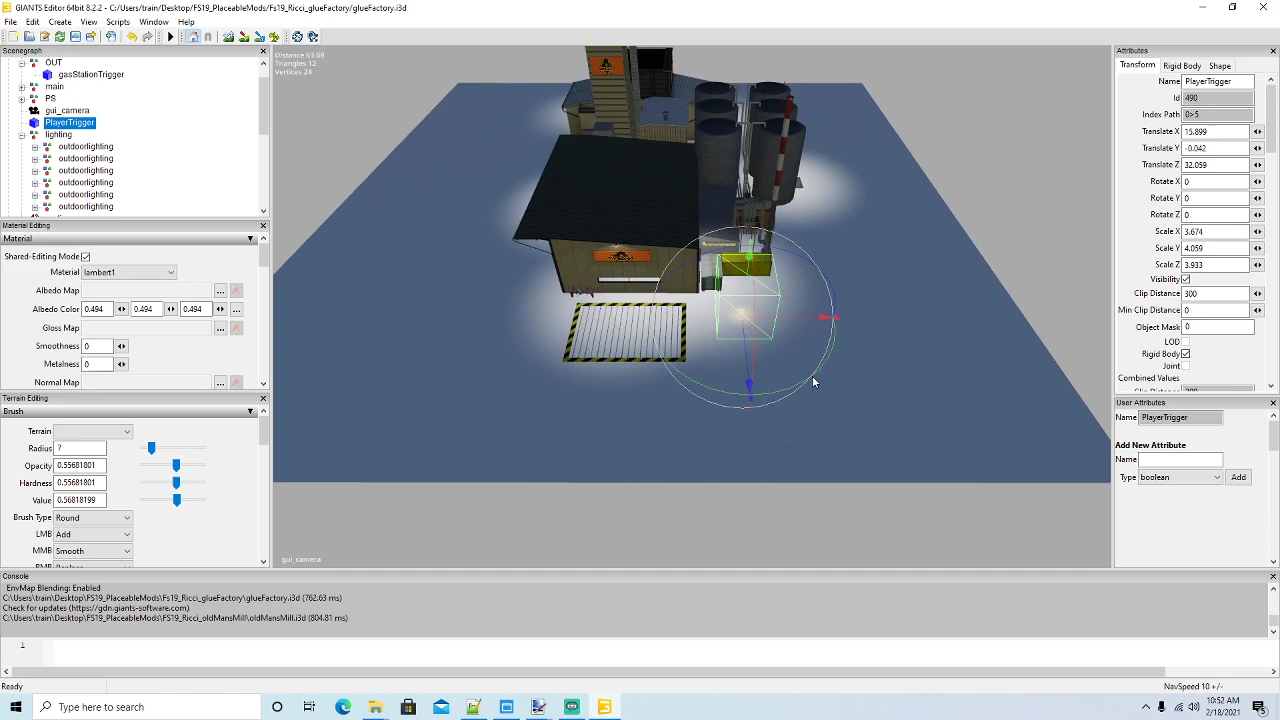 GIANTS Editor 64bit 8.2.2 - C:/Users/train/Desktop/FS19_PlaceableMods/Fs19_Ricci_glueFactory/glueFactory.i3d
File Edit Create View Scripts Window Help
Scenegraph
OUT
gasStationTrigger
main
PS
gui_camera
PlayerTrigger
lighting
outdoorlighting
outdoorlighting
outdoorlighting
outdoorlighting
outdoorlighting
outdoorlighting
Material Editing
Material
Shared-Editing Mode
Material lambert1
Albedo Map ...
Albedo Color 0.494 0.494 0.494 ...
Gloss Map ...
Smoothness 0
Metalness 0
Normal Map ...
Terrain Editing
Brush
Terrain
Radius 7
Opacity 0.55681801
Hardness 0.55681801
Value 0.56818199
Brush Type Round
LMB Add
MMB Smooth
Distance 63.68
Triangles 12
Vertices 24
gui_camera
Attributes
Transform Rigid Body Shape
Name PlayerTrigger
Id 490
Index Path 0>5
Translate X 15.899
Translate Y -0.042
Translate Z 32.059
Rotate X 0
Rotate Y 0
Rotate Z 0
Scale X 3.674
Scale Y 4.059
Scale Z 3.933
Visibility
Clip Distance 300
Min Clip Distance 0
Object Mask 0
LOD
Rigid Body
Joint
Combined Values
User Attributes
Name PlayerTrigger
Add New Attribute
Name
Type boolean Add
Console
EnvMap Blending: Enabled
C:\Users\train\Desktop\FS19_PlaceableMods\Fs19_Ricci_glueFactory\glueFactory.i3d (762.63 ms)
Check for updates (https://gdn.giants-software.com)
C:\Users\train\Desktop\FS19_PlaceableMods\FS19_Ricci_oldMansMill\oldMansMill.i3d (804.81 ms)
1
Ready
NavSpeed 10 +/-
Type here to search
10:52 AM
2/18/2021